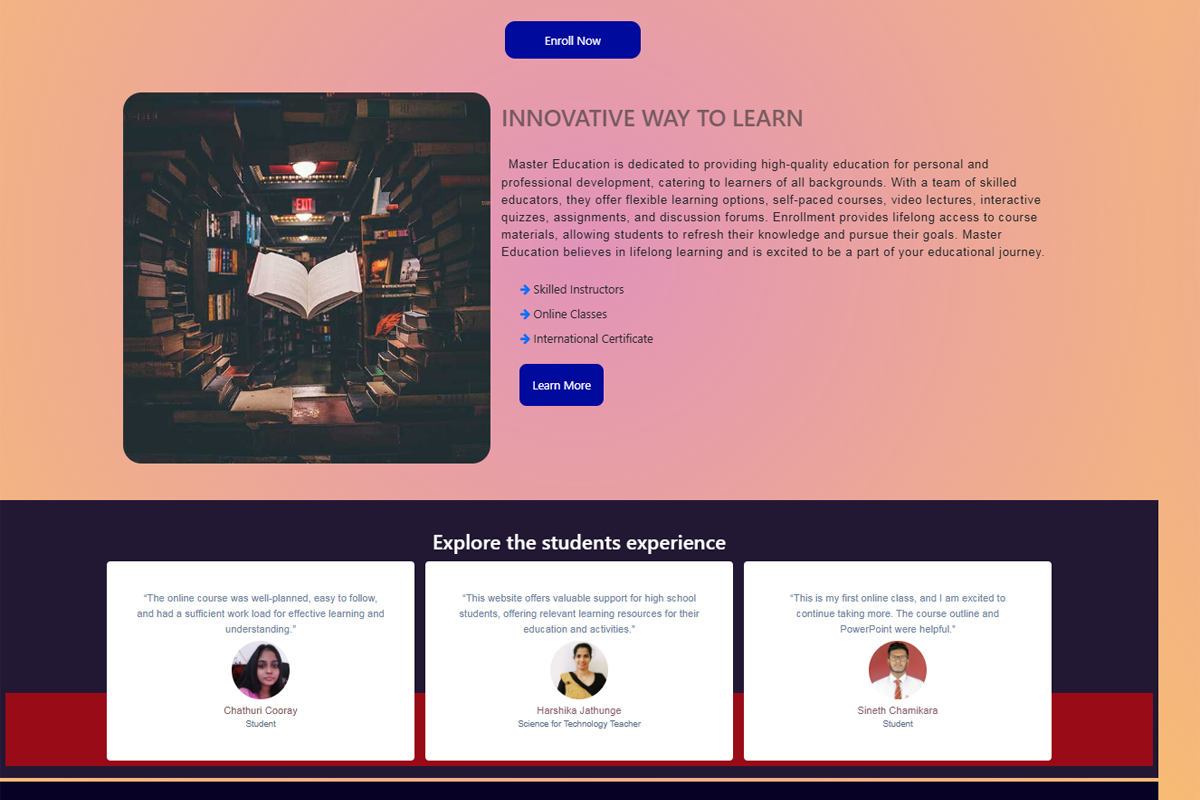 Enroll Now
EXIT
INNOVATIVE WAY TO LEARN
Master Education is dedicated to providing high-quality education for personal and
professional development, catering to learners of all backgrounds. With a team of skilled
educators, they offer flexible learning options, self-paced courses, video lectures, interactive
quizzes, assignments, and discussion forums. Enrollment provides lifelong access to course
materials, allowing students to refresh their knowledge and pursue their goals. Master
Education believes in lifelong learning and is excited to be a part of your educational journey.
Skilled Instructors
Online Classes
International Certificate
Learn More
Explore the students experience
“The online course was well-planned, easy to follow,
and had a sufficient work load for effective learning and
understanding.”
Chathuri Cooray
Student
“This website offers valuable support for high school
students, offering relevant learning resources for their
education and activities.”
Harshika Jathunge
Science for Technology Teacher
“This is my first online class, and I am excited to
continue taking more. The course outline and
PowerPoint were helpful.”
Sineth Chamikara
Student